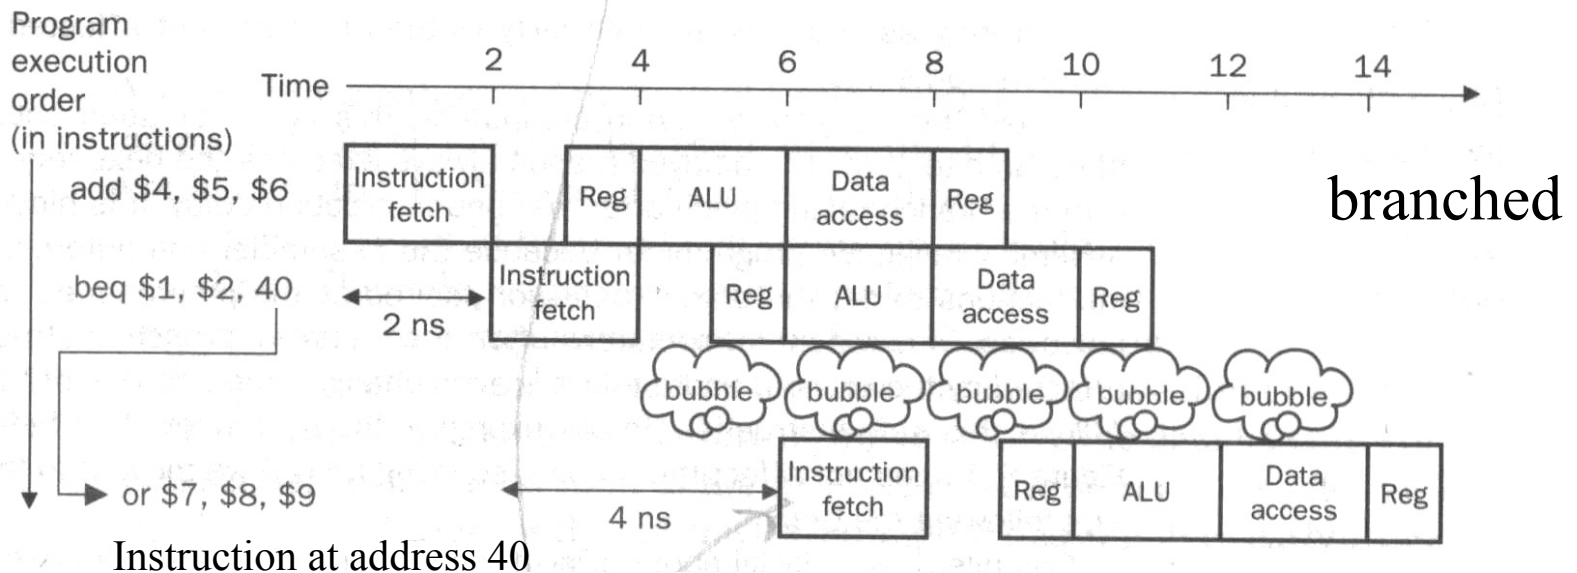 Program
execution
order
(in instructions)
Time
2 4 6 8 10 12 14
add $4, $5, $6
Instruction
fetch
Reg
ALU
Data
access
Reg
branched
beq $1, $2, 40
2 ns
Instruction
fetch
Reg
ALU
Data
access
Reg
bubble bubble bubble bubble bubble
or $7, $8, $9
4 ns
Instruction
fetch
Reg
ALU
Data
access
Reg
Instruction at address 40